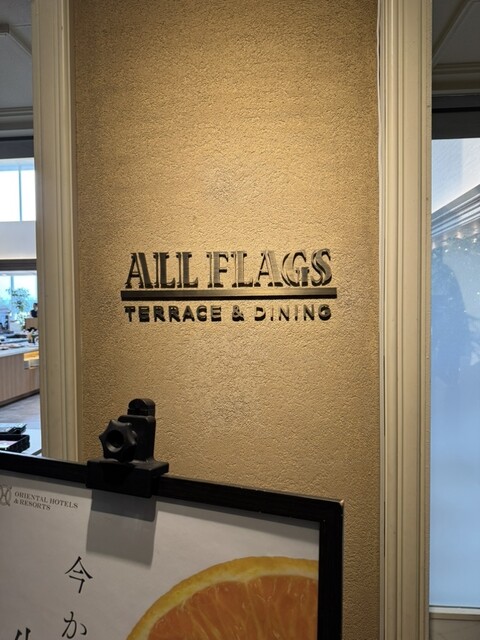 ALL FLAGS
TERRACE & DINING
ORIENTAL HOTELS
& RESORTS
今か